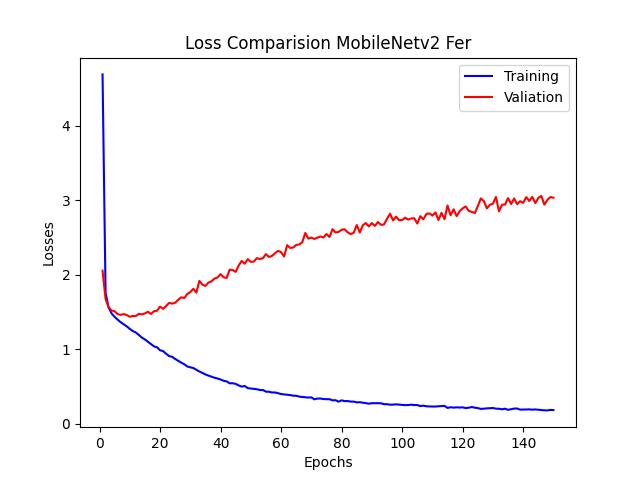 Loss Comparision MobileNetv2 Fer
Training
Valiation
Losses
4
3
2
1
0
0 20 40 60 80 100 120 140
Epochs